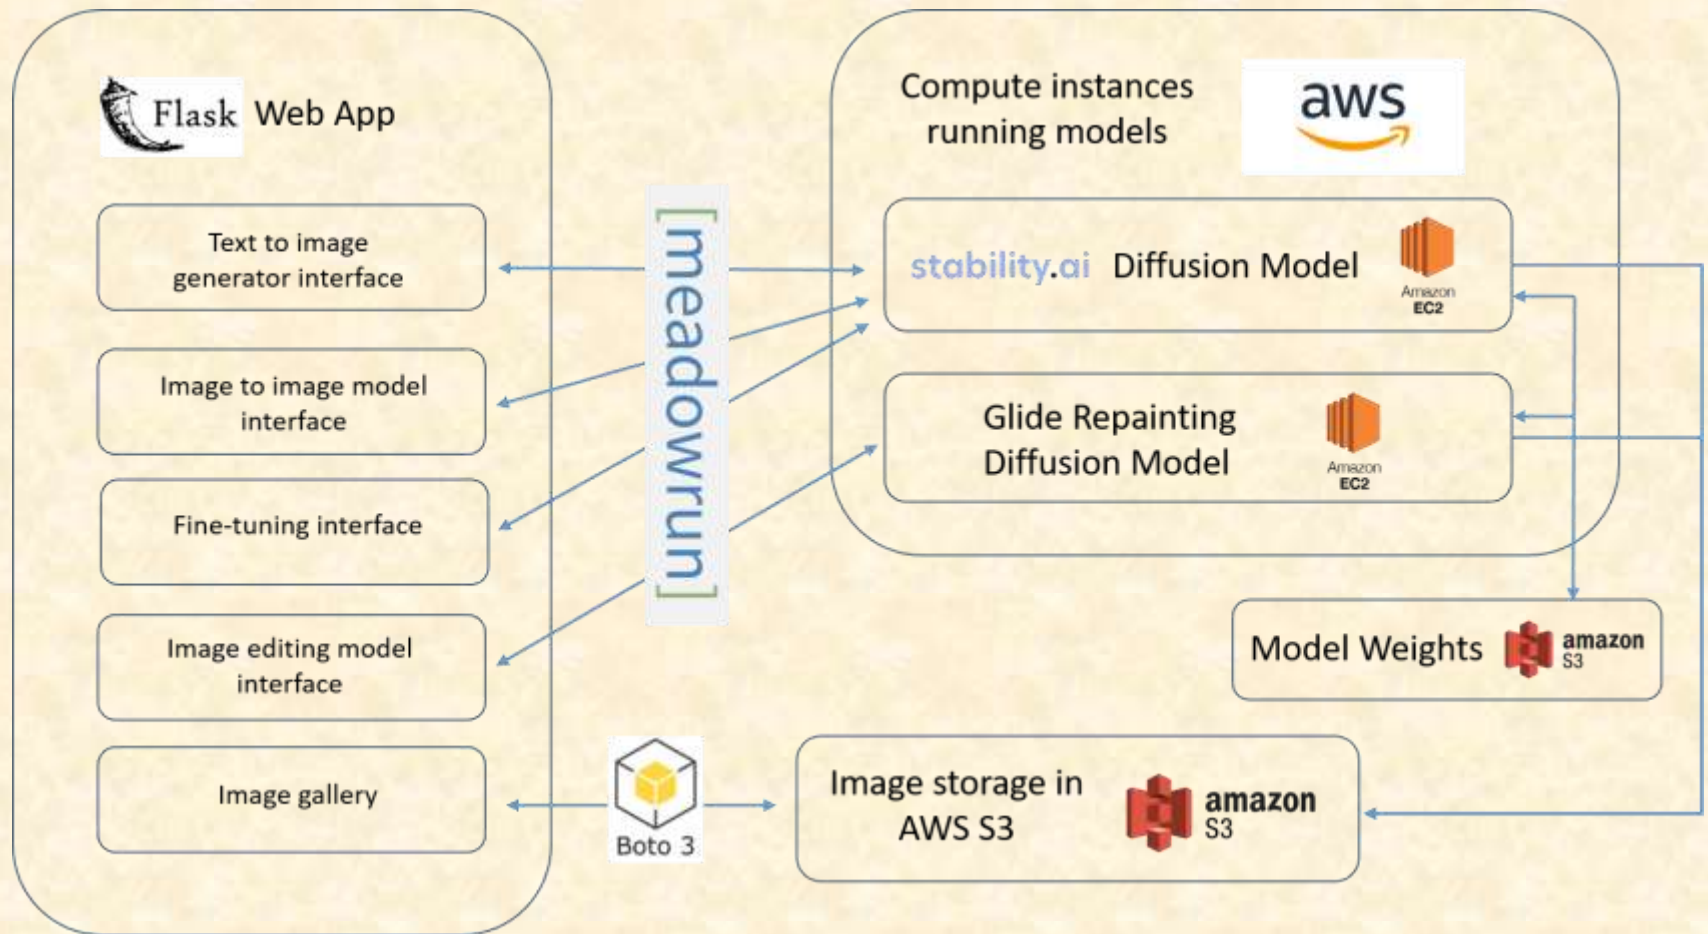 Flask Web App
Text to image
generator interface
Image to image model
interface
Fine-tuning interface
Image editing model
interface
Image gallery
[meadowrun]
Boto 3
Compute instances
running models
aws
stability.ai Diffusion Model
Amazon
EC2
Glide Repainting
Diffusion Model
Amazon
EC2
Model Weights
amazon
S3
Image storage in
AWS S3
amazon
S3